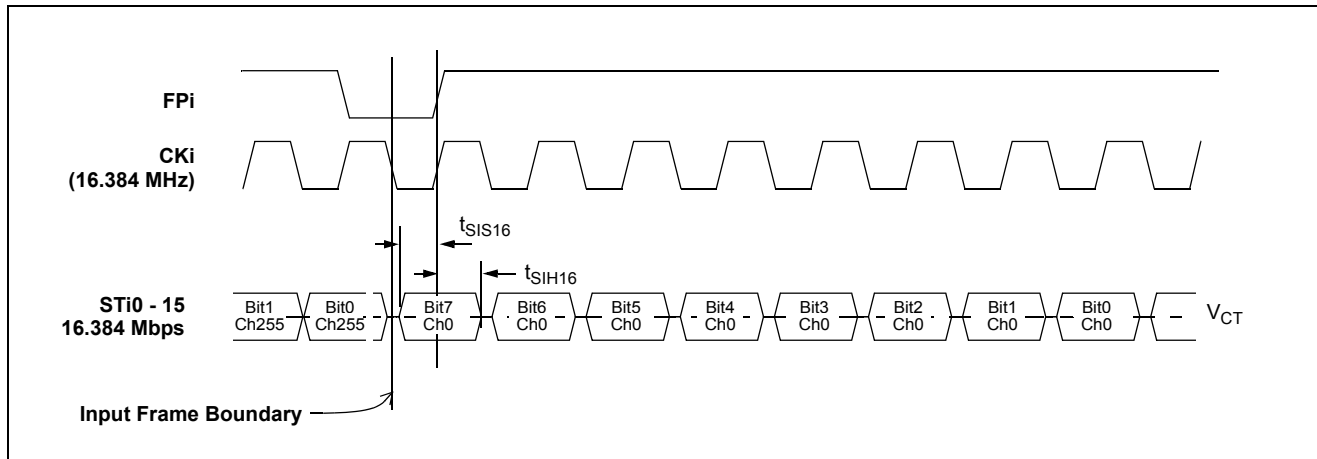 FPi
CKi
(16.384 MHz)
tSIS16
tSIH16
STi0 - 15
16.384 Mbps
Bit1
Ch255
Bit0
Ch255
Bit7
Ch0
Bit6
Ch0
Bit5
Ch0
Bit4
Ch0
Bit3
Ch0
Bit2
Ch0
Bit1
Ch0
Bit0
Ch0
VCT
Input Frame Boundary